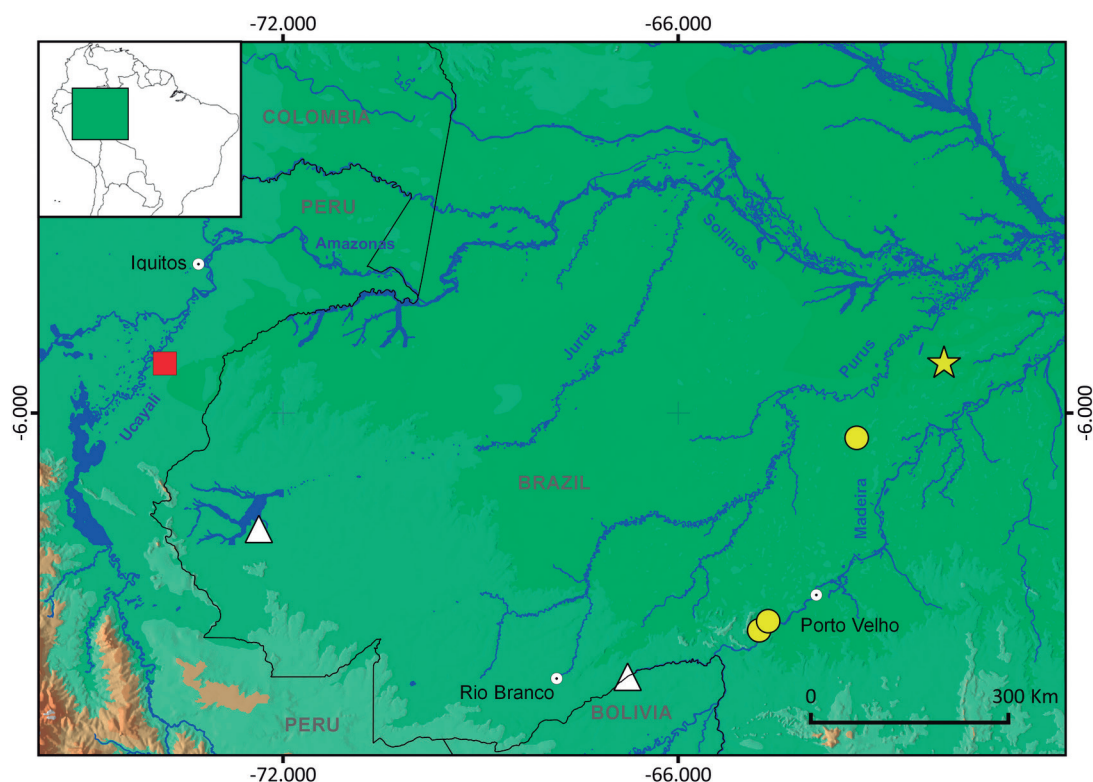 -72.000
-66.000
COLOMBIA
PERU
Amazonas
Iquitos
Solimões
Juruá
Purus
-6.000
-6.000
Ucayali
BRAZIL
Madeira
Porto Velho
Rio Branco
0
300 Km
BOLIVIA
PERU
-72.000
-66.000